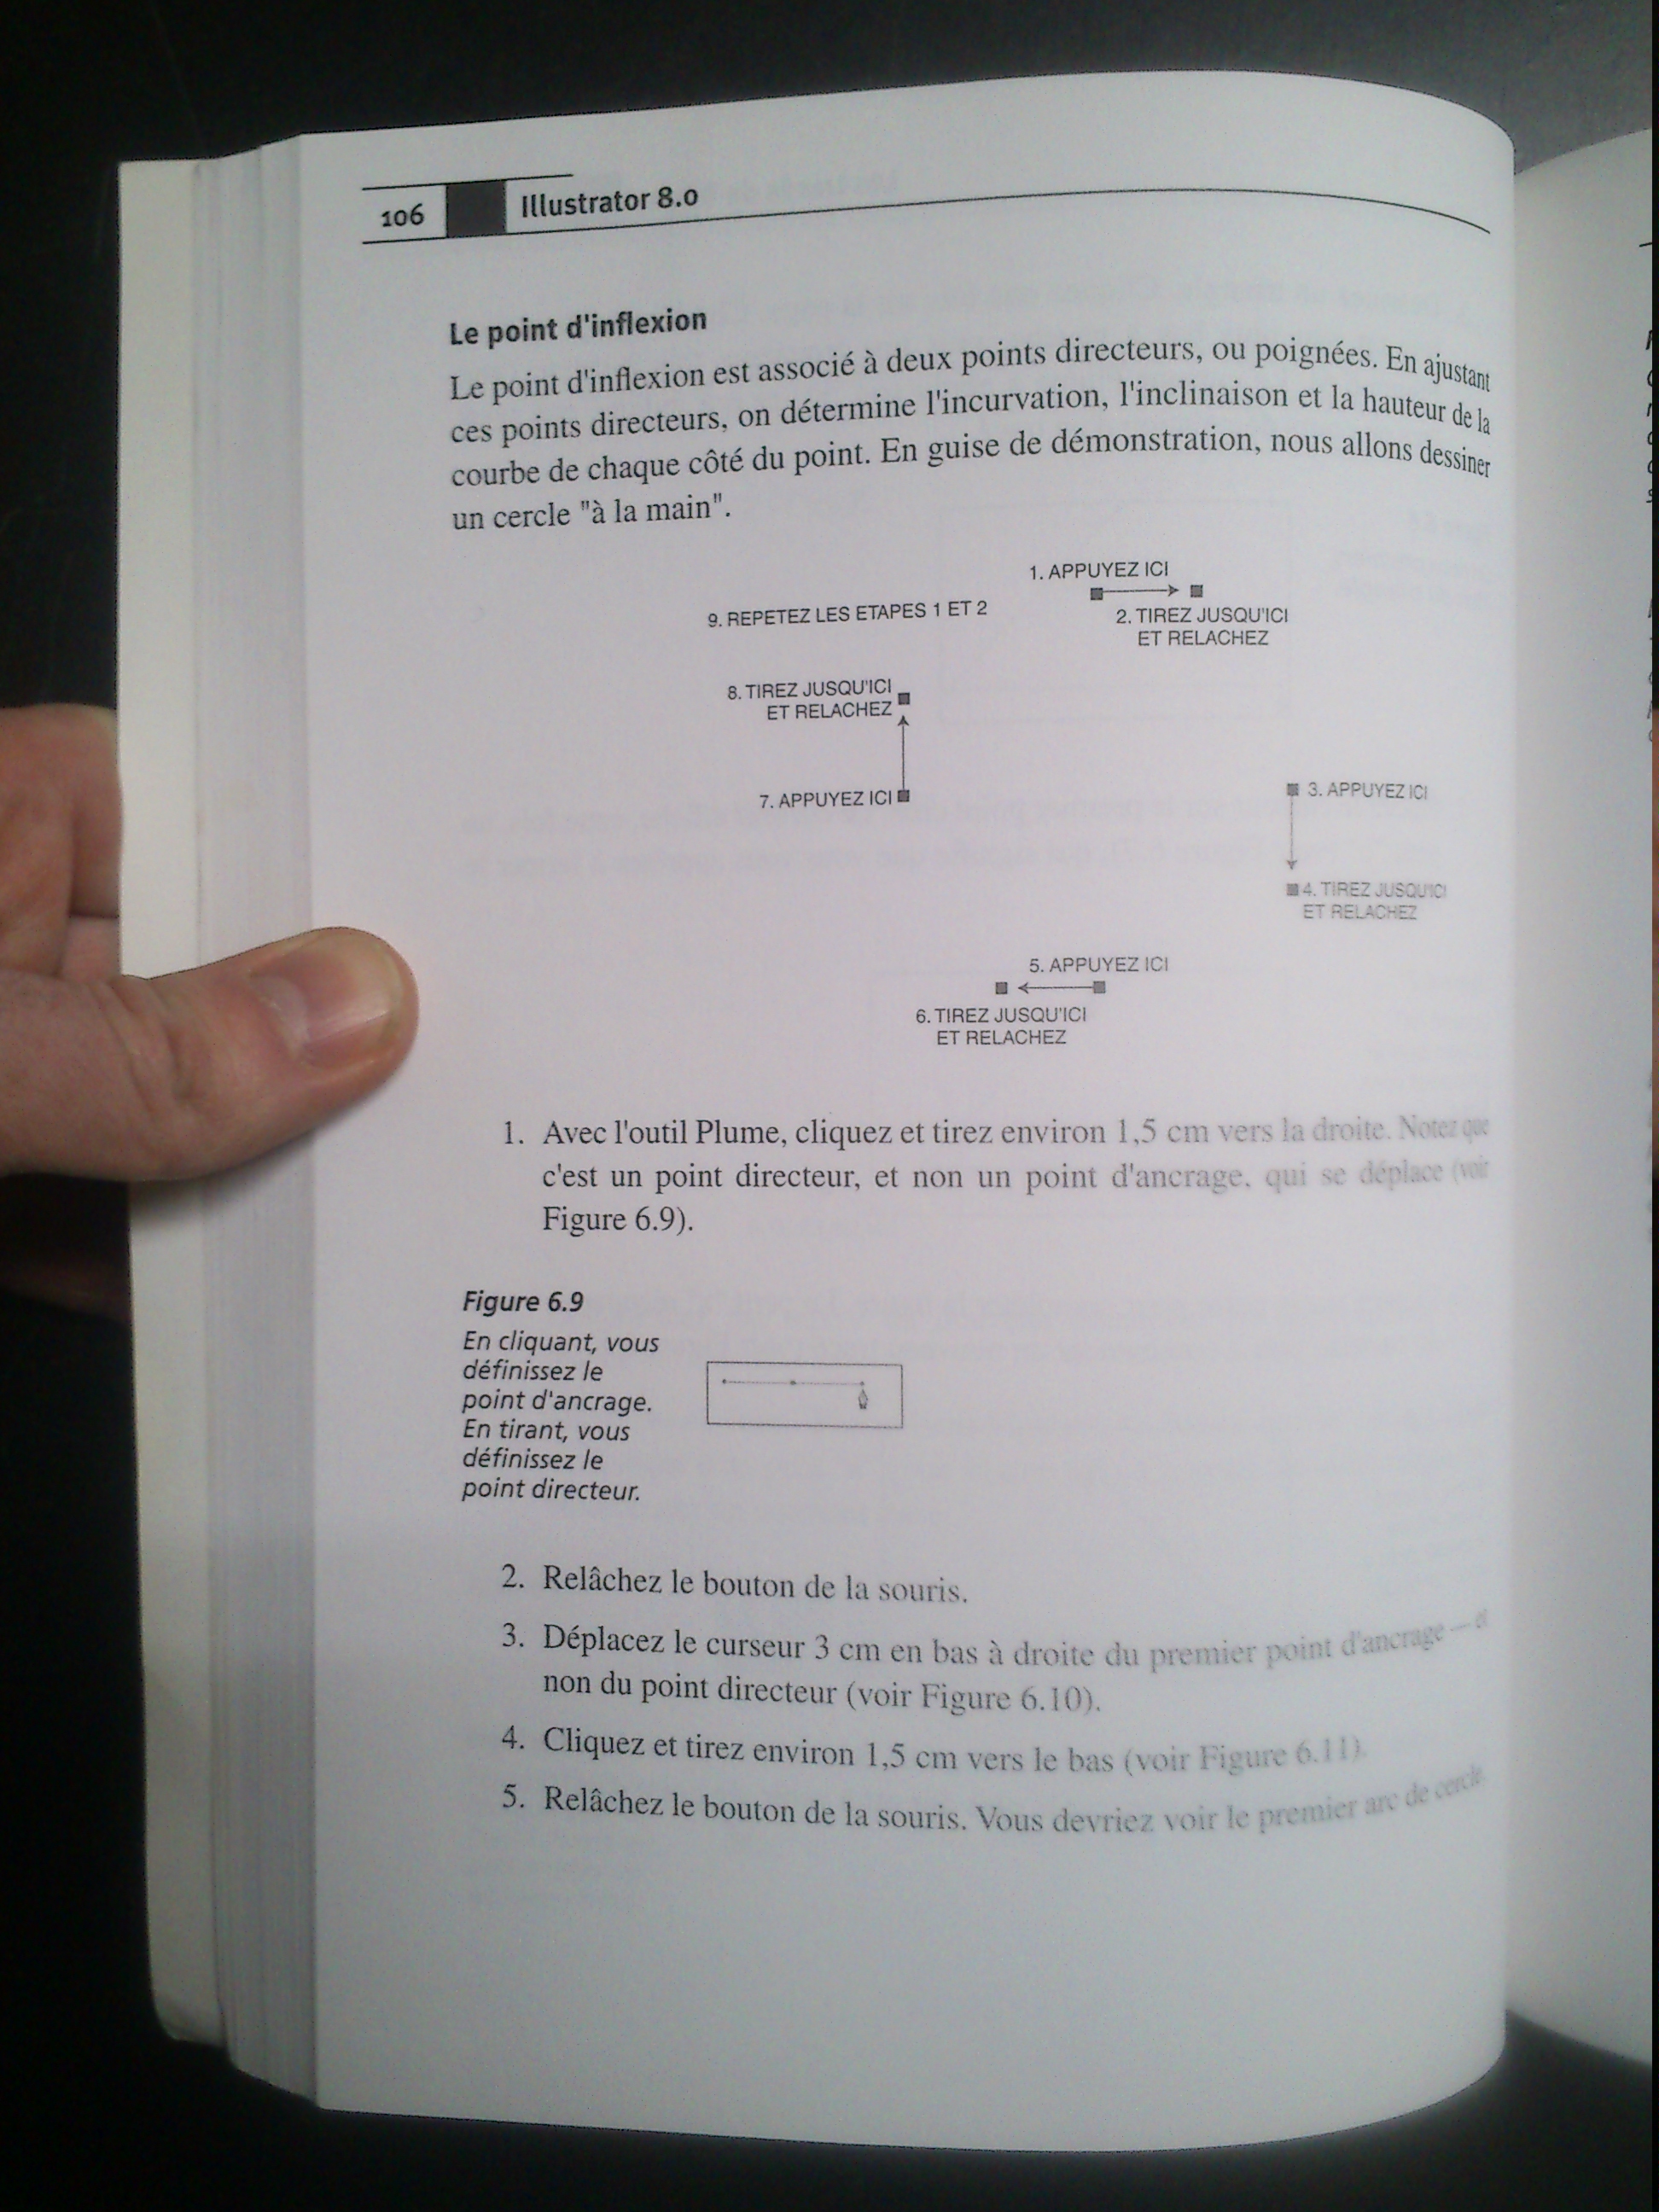 106 Illustrator 8.0
Le point d'inflexion
Le point d'inflexion est associé à deux points directeurs, ou poignées. En ajustant
ces points directeurs, on détermine l'incurvation, l'inclinaison et la hauteur de la
courbe de chaque côté du point. En guise de démonstration, nous allons dessiner
un cercle "à la main".
1. APPUYEZ ICI
2. TIREZ JUSQU'ICI
ET RELACHEZ
9. REPETEZ LES ETAPES 1 ET 2
8. TIREZ JUSQU'ICI
ET RELACHEZ
7. APPUYEZ ICI
3. APPUYEZ ICI
4. TIREZ JUSQU'ICI
ET RELACHEZ
5. APPUYEZ ICI
6. TIREZ JUSQU'ICI
ET RELACHEZ
1. Avec l'outil Plume, cliquez et tirez environ 1,5 cm vers la droite. Notez que
c'est un point directeur, et non un point d'ancrage. qui se déplace (voir
Figure 6.9).
Figure 6.9
En cliquant, vous
définissez le
point d'ancrage.
En tirant, vous
définissez le
point directeur.
2. Relâchez le bouton de la souris.
3. Déplacez le curseur 3 cm en bas à droite du premier point d'ancrage —
non du point directeur (voir Figure 6.10).
4. Cliquez et tirez environ 1,5 cm vers le bas (voir Figure 6.11).
5. Relâchez le bouton de la souris. Vous devriez voir le premier arc de cercle